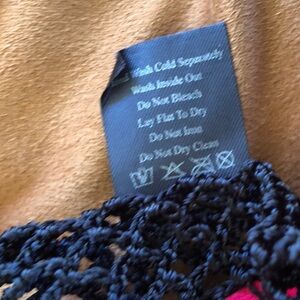 Wash Cold Separately
Wash Inside Out
Do Not Bleach
Lay Flat To Dry
Do Not Iron
Do Not Dry Clean